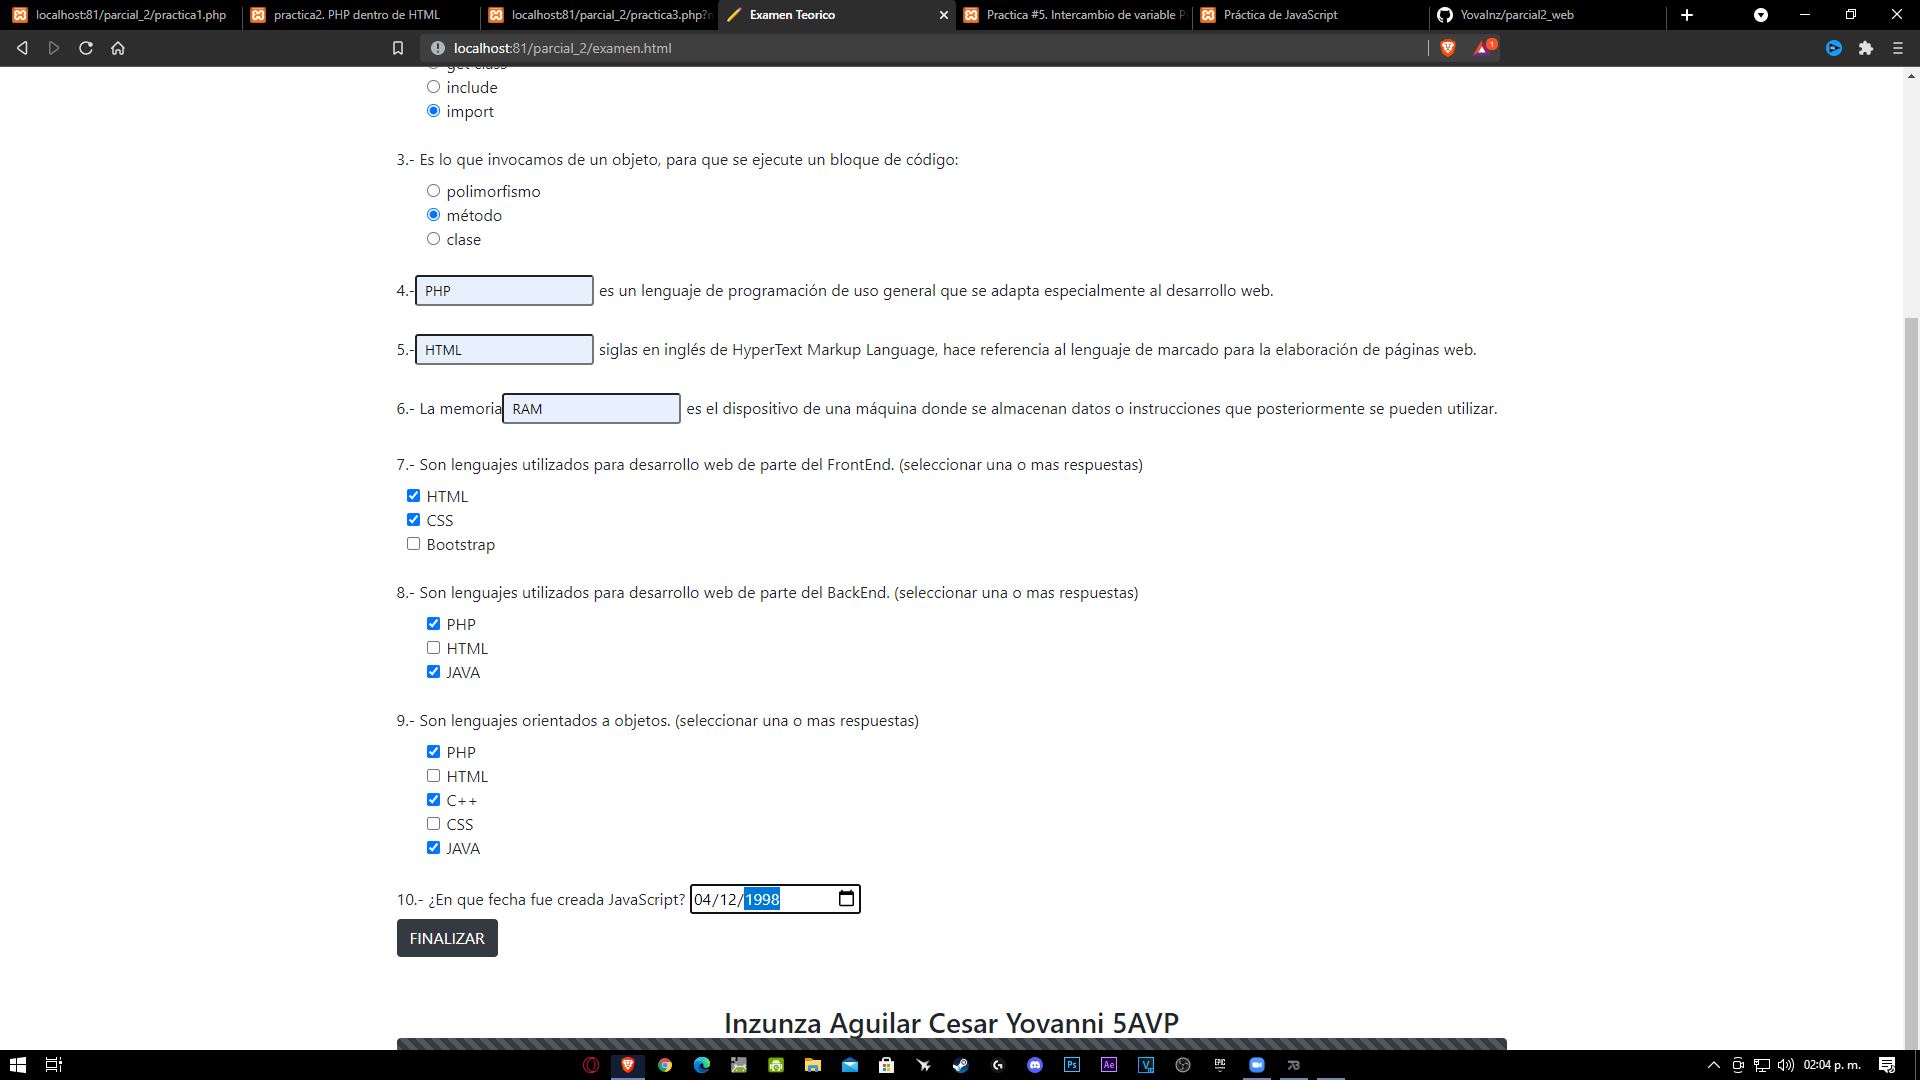 localhost:81/parcial_2/practica1.php
practica2. PHP dentro de HTML
localhost:81/parcial_2/practica3.php?
Examen Teorico
Practica #5. Intercambio de variable
Práctica de JavaScript
YovaInz/parcial2_web
localhost:81/parcial_2/examen.html
1
get class
include
import
3.- Es lo que invocamos de un objeto, para que se ejecute un bloque de código:
polimorfismo
método
clase
4.- PHP es un lenguaje de programación de uso general que se adapta especialmente al desarrollo web.
5.- HTML siglas en inglés de HyperText Markup Language, hace referencia al lenguaje de marcado para la elaboración de páginas web.
6.- La memoria RAM es el dispositivo de una máquina donde se almacenan datos o instrucciones que posteriormente se pueden utilizar.
7.- Son lenguajes utilizados para desarrollo web de parte del FrontEnd. (seleccionar una o mas respuestas)
HTML
CSS
Bootstrap
8.- Son lenguajes utilizados para desarrollo web de parte del BackEnd. (seleccionar una o mas respuestas)
PHP
HTML
JAVA
9.- Son lenguajes orientados a objetos. (seleccionar una o mas respuestas)
PHP
HTML
C++
CSS
JAVA
10.- ¿En que fecha fue creada JavaScript? 04/12/1998
FINALIZAR
Inzunza Aguilar Cesar Yovanni 5AVP
Ps
Ae
EPIC
02:04 p. m.